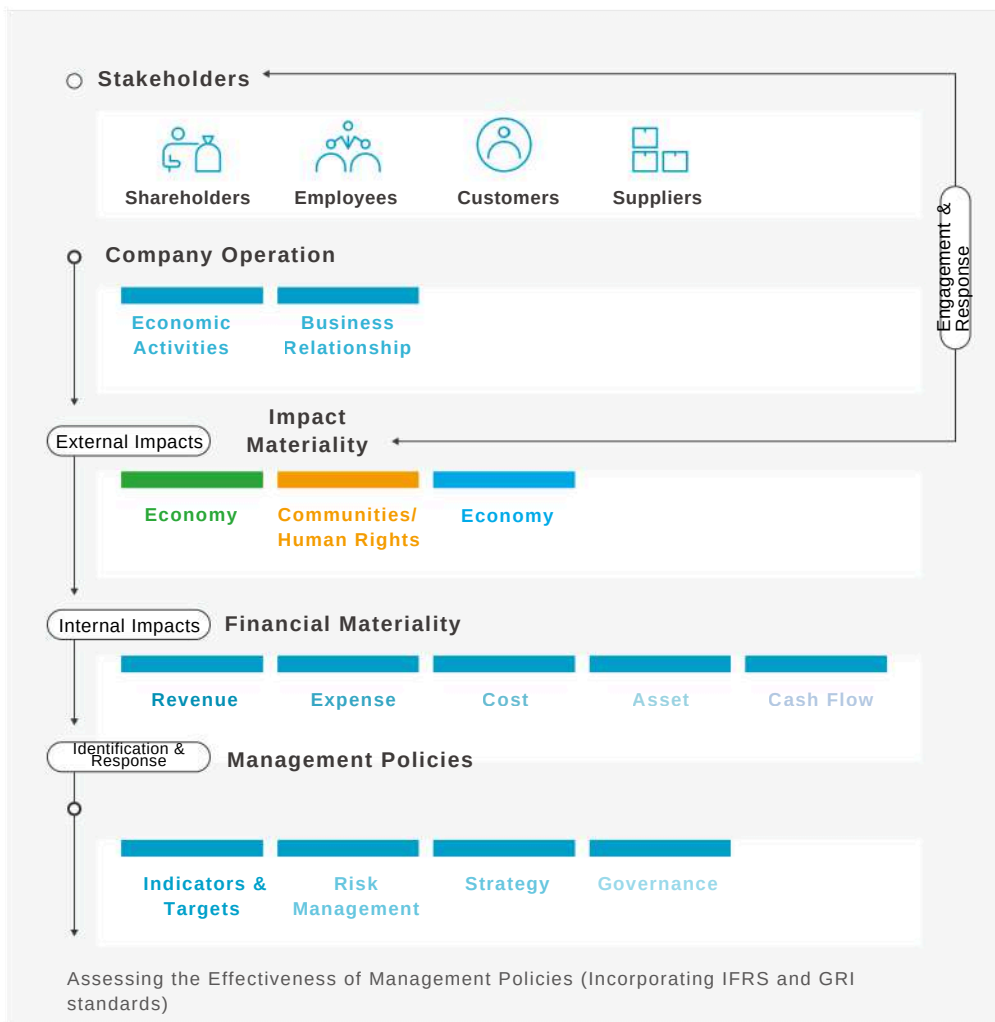 Stakeholders
Shareholders
Employees
Customers
Suppliers
Engagement &
Response
Company Operation
Economic
Activities
Business
Relationship
External Impacts
Impact
Materiality
Economy
Communities/
Human Rights
Economy
Internal Impacts
Financial Materiality
Revenue
Expense
Cost
Asset
Cash Flow
Identification &
Response
Management Policies
Indicators &
Targets
Risk
Management
Strategy
Governance
Assessing the Effectiveness of Management Policies (Incorporating IFRS and GRI
standards)